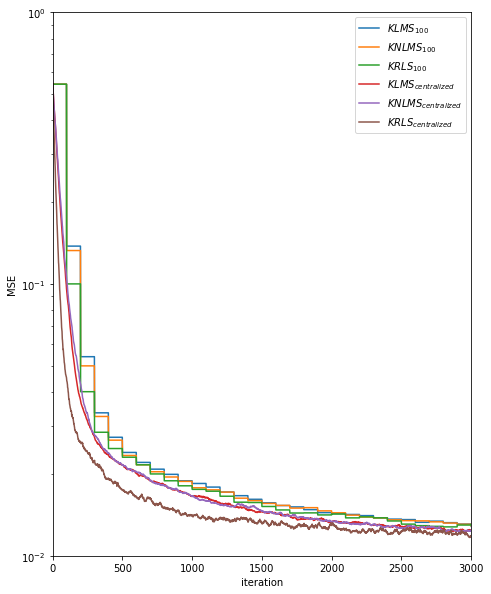 10⁰
KLMS₁₀₀
KNLMS₁₀₀
KRLS₁₀₀
KLMS_centralized
KNLMS_centralized
KRLS_centralized
MSE
10⁻¹
10⁻²
0 500 1000 1500 2000 2500 3000
iteration